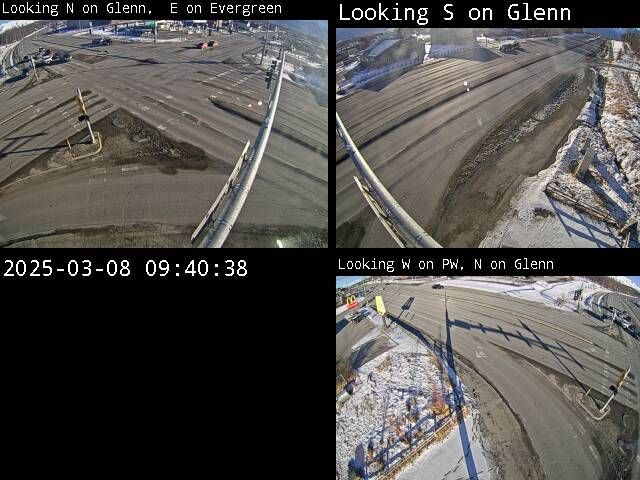 Looking N on Glenn,  E on Evergreen
Looking S on Glenn
2025-03-08 09:40:38
Looking W on PW, N on Glenn